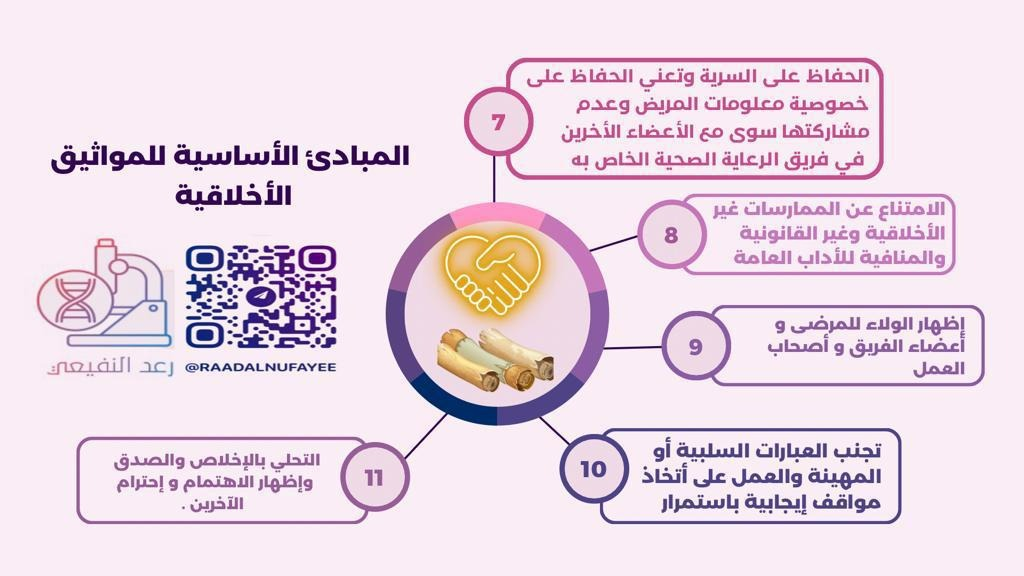 المبادئ الأساسية للمواثيق
الأخلاقية
رعد النفيعي
@RAADALNUFAYEE
7
الحفاظ على السرية وتعني الحفاظ على
خصوصية معلومات المريض وعدم
مشاركتها سوى مع الأعضاء الأخرين
في فريق الرعاية الصحية الخاص به
8
الامتناع عن الممارسات غير
الأخلاقية وغير القانونية
والمنافية للأداب العامة
9
إظهار الولاء للمرضى و
أعضاء الفريق و أصحاب
العمل
10
تجنب العبارات السلبية أو
المهينة والعمل على أتخاذ
مواقف إيجابية باستمرار
11
التحلي بالإخلاص والصدق
وإظهار الاهتمام و إحترام
الآخرين .